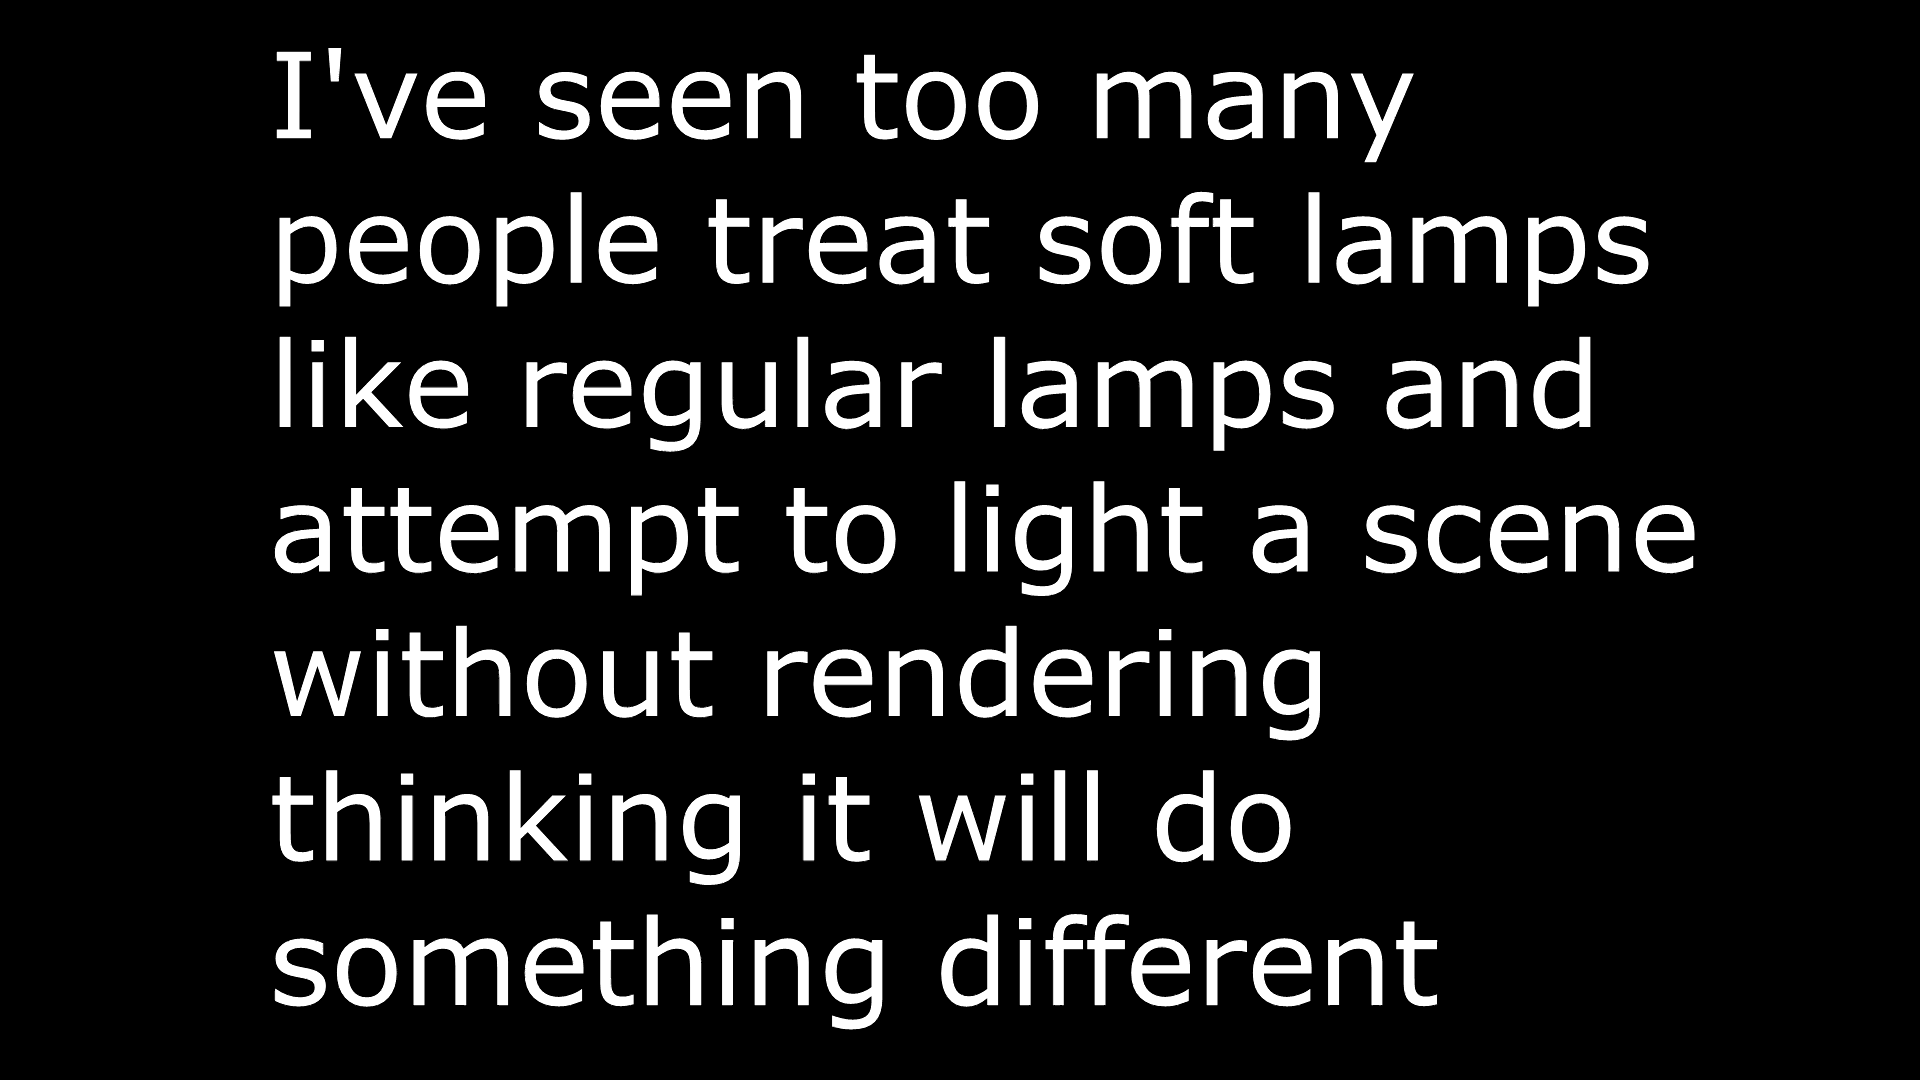 I've seen too many
people treat soft lamps
like regular lamps and
attempt to light a scene
without rendering
thinking it will do
something different